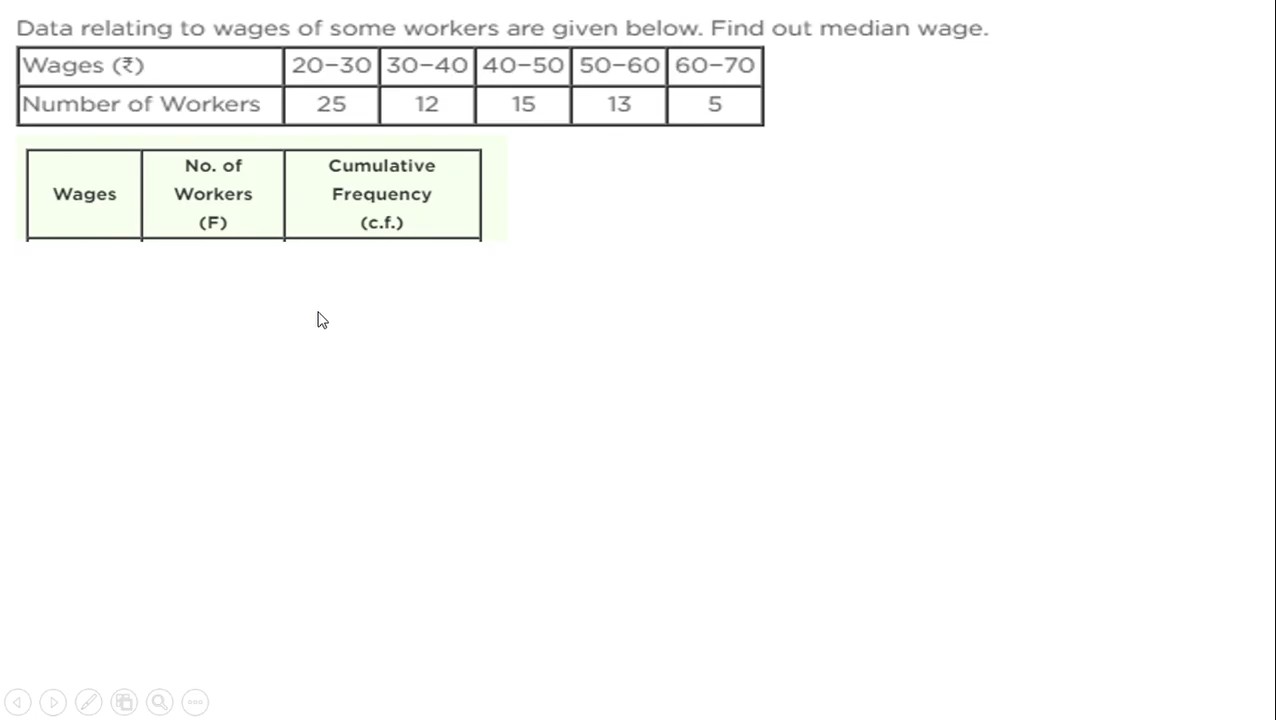 Data relating to wages of some workers are given below. Find out median wage.
Wages (₹) 20–30 30–40 40–50 50–60 60–70
Number of Workers 25 12 15 13 5
Wages No. of Workers (F) Cumulative Frequency (c.f.)